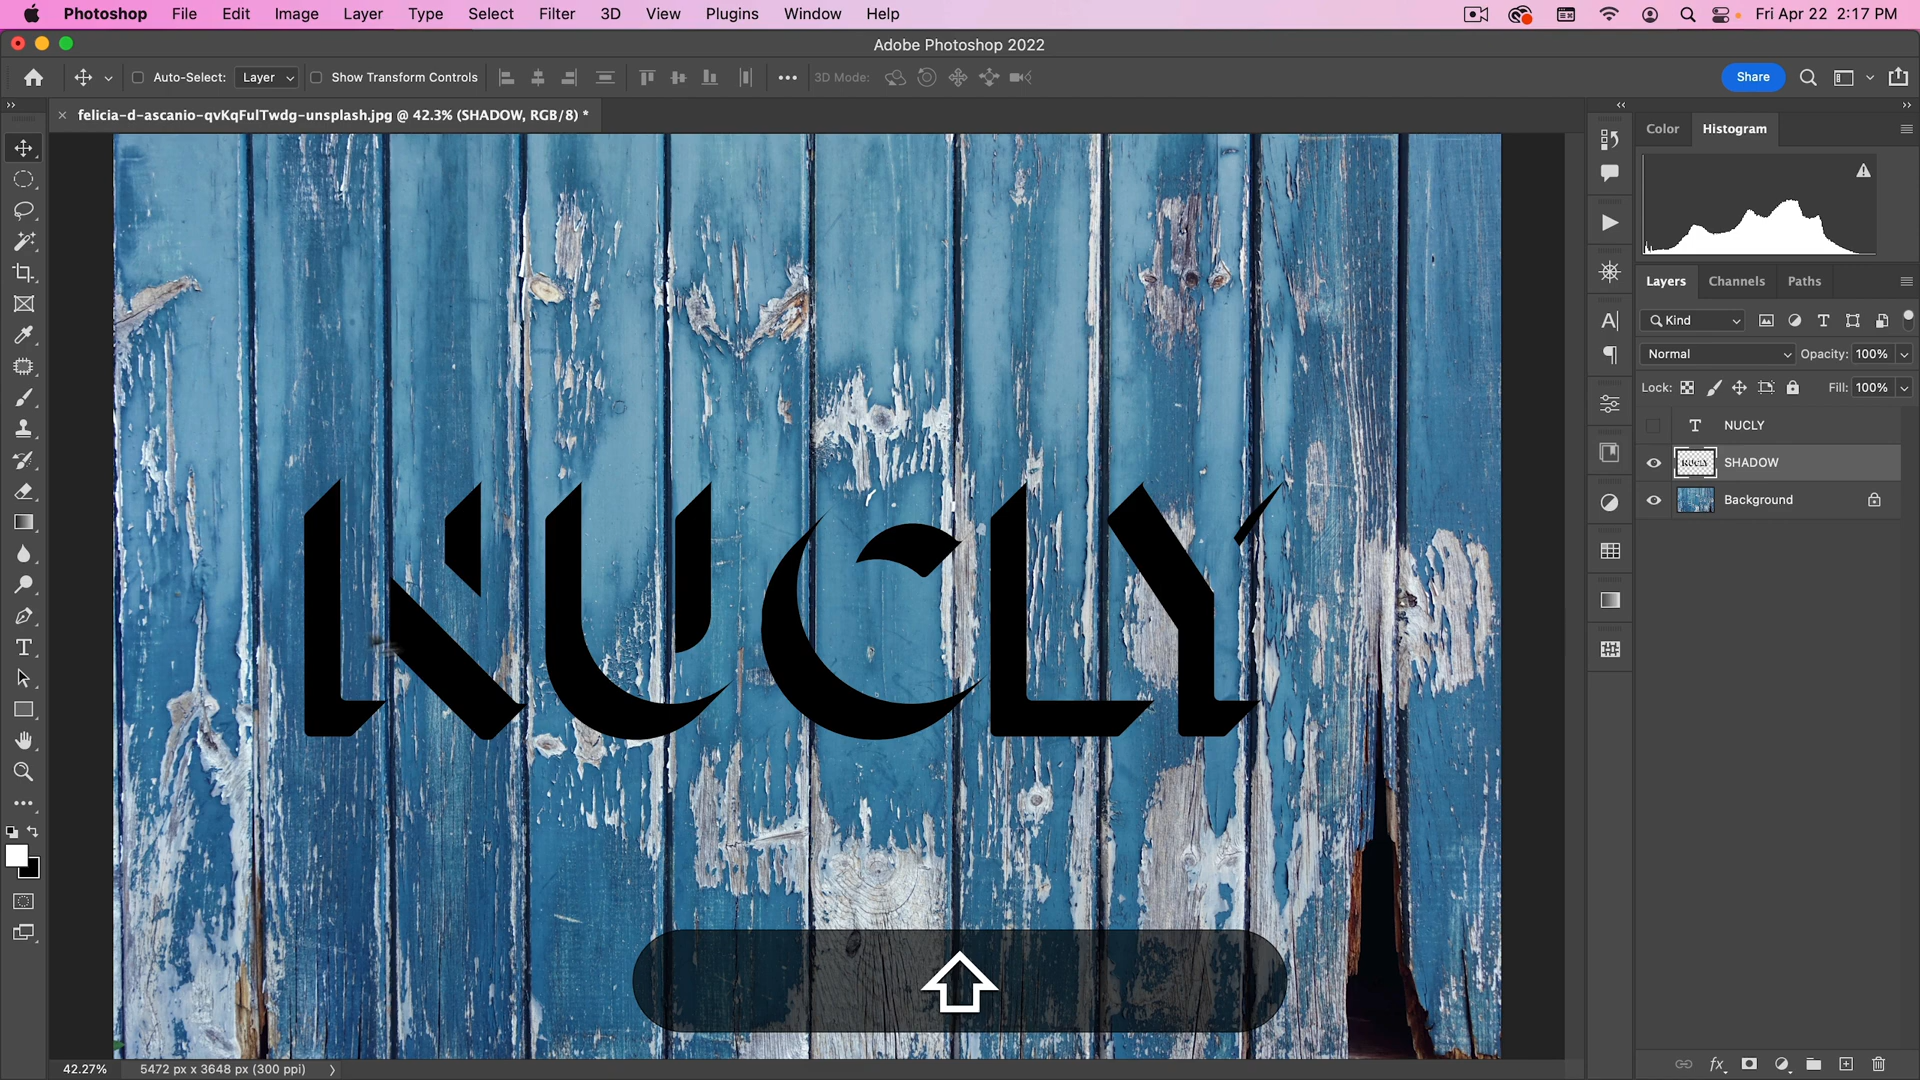 Photoshop File Edit Image Layer Type Select Filter 3D View Plugins Window Help Fri Apr 22 2:17 PM
Adobe Photoshop 2022
Auto-Select: Layer Show Transform Controls 3D Mode: Share
felicia-d-ascanio-qvKqFulTwdg-unsplash.jpg @ 42.3% (SHADOW, RGB/8) *
Color Histogram
Layers Channels Paths
Kind
Normal Opacity: 100%
Lock: Fill: 100%
NUCLY
SHADOW
Background
NUCLY
42.27% 5472 px x 3648 px (300 ppi)